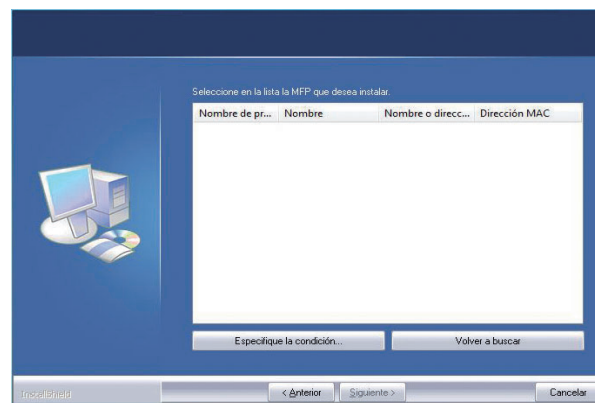 Seleccione en la lista la MFP que desea instalar.
Nombre de pr... Nombre Nombre o direcc... Dirección MAC
Especifique la condición... Volver a buscar
InstallShield
< Anterior Siguiente > Cancelar